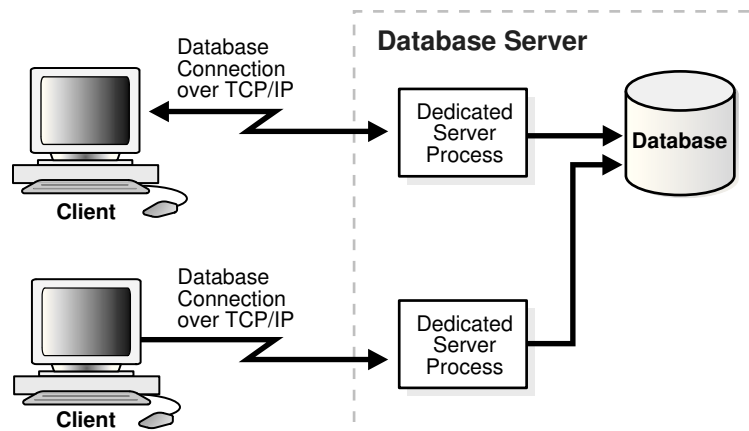 Database
Connection
over TCP/IP
Database Server
Dedicated
Server
Process
Database
Client
Database
Connection
over TCP/IP
Dedicated
Server
Process
Client